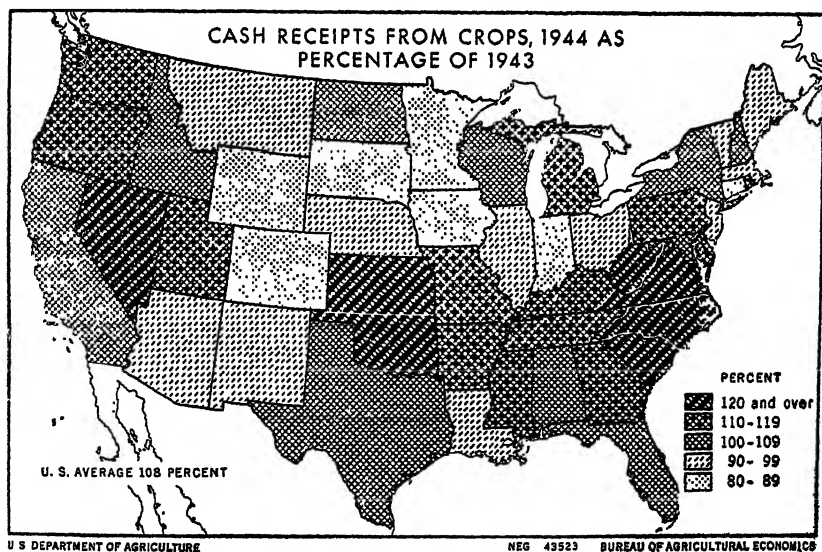 CASH RECEIPTS FROM CROPS, 1944 AS
PERCENTAGE OF 1943
PERCENT
120 and over
110-119
100-109
90- 99
80- 89
U. S. AVERAGE 108 PERCENT
U S DEPARTMENT OF AGRICULTURE NEG 43523 BUREAU OF AGRICULTURAL ECONOMICS